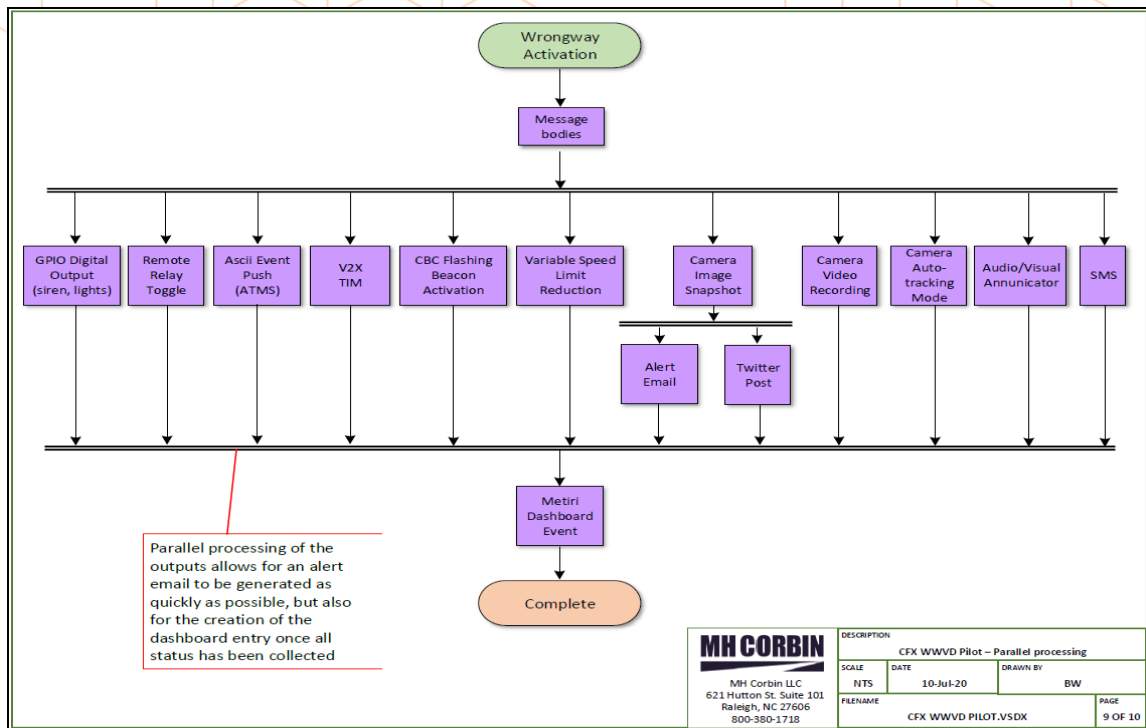 Wrongway
Activation
Message
bodies
GPIO Digital
Output
(siren, lights)
Remote
Relay
Toggle
Ascii Event
Push
(ATMS)
V2X
TIM
CBC Flashing
Beacon
Activation
Variable Speed
Limit
Reduction
Camera
Image
Snapshot
Camera
Video
Recording
Camera
Auto-
tracking
Mode
Audio/Visual
Annunicator
SMS
Alert
Email
Twitter
Post
Metiri
Dashboard
Event
Parallel processing of the
outputs allows for an alert
email to be generated as
quickly as possible, but also
for the creation of the
dashboard entry once all
status has been collected
Complete
MH CORBIN
MH Corbin LLC
621 Hutton St. Suite 101
Raleigh, NC 27606
800-380-1718
DESCRIPTION
CFX WWVD Pilot – Parallel processing
SCALE
NTS
DATE
10-Jul-20
DRAWN BY
BW
FILENAME
CFX WWVD PILOT.VSDX
PAGE
9 OF 10